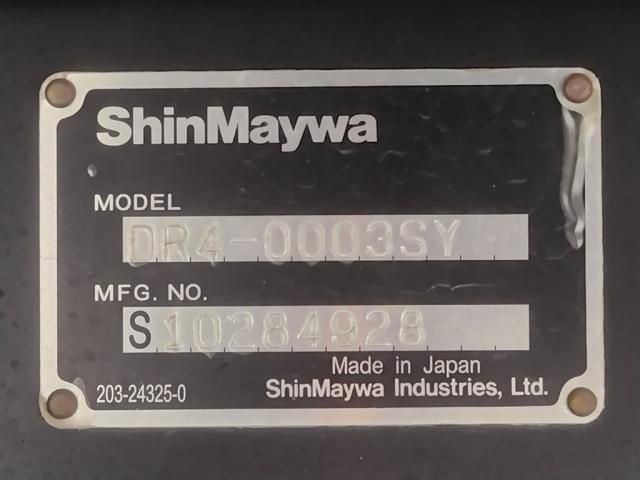 ShinMaywa
MODEL
DR4-0003SY
MFG. NO.
S10284928
Made in Japan
203-24325-0 ShinMaywa Industries, Ltd.